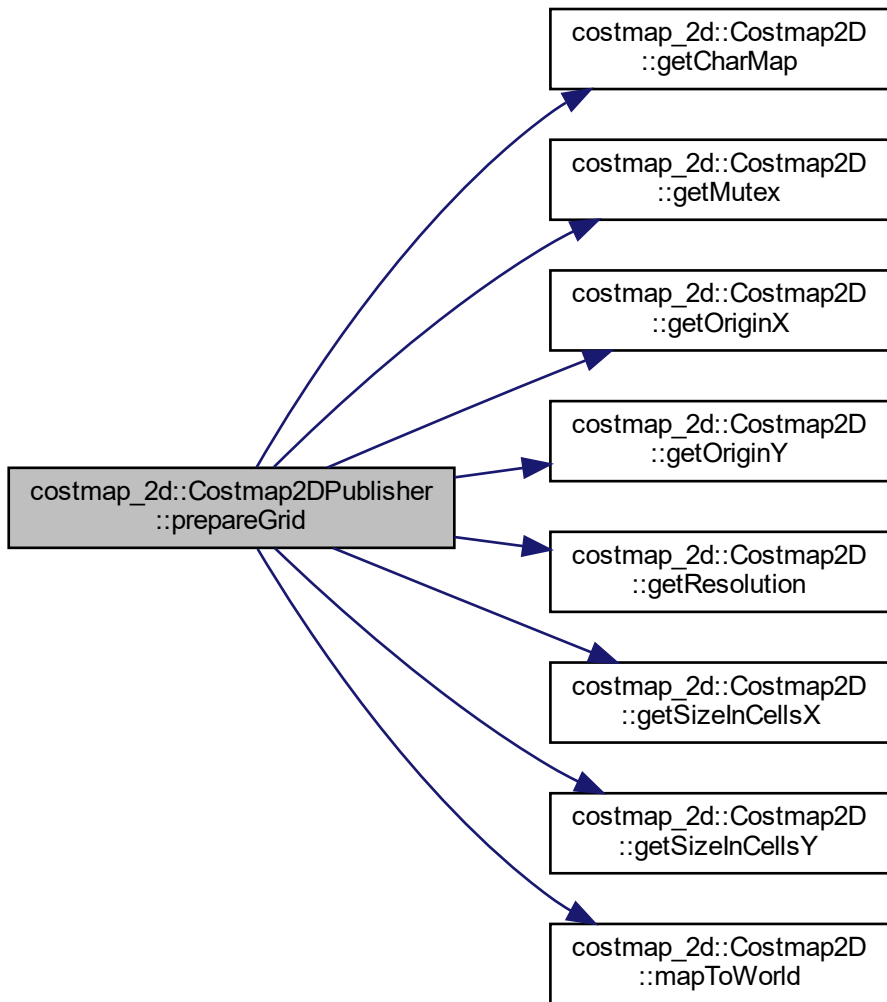 costmap_2d::Costmap2D
::getCharMap
costmap_2d::Costmap2D
::getMutex
costmap_2d::Costmap2D
::getOriginX
costmap_2d::Costmap2D
::getOriginY
costmap_2d::Costmap2DPublisher
::prepareGrid
costmap_2d::Costmap2D
::getResolution
costmap_2d::Costmap2D
::getSizeInCellsX
costmap_2d::Costmap2D
::getSizeInCellsY
costmap_2d::Costmap2D
::mapToWorld